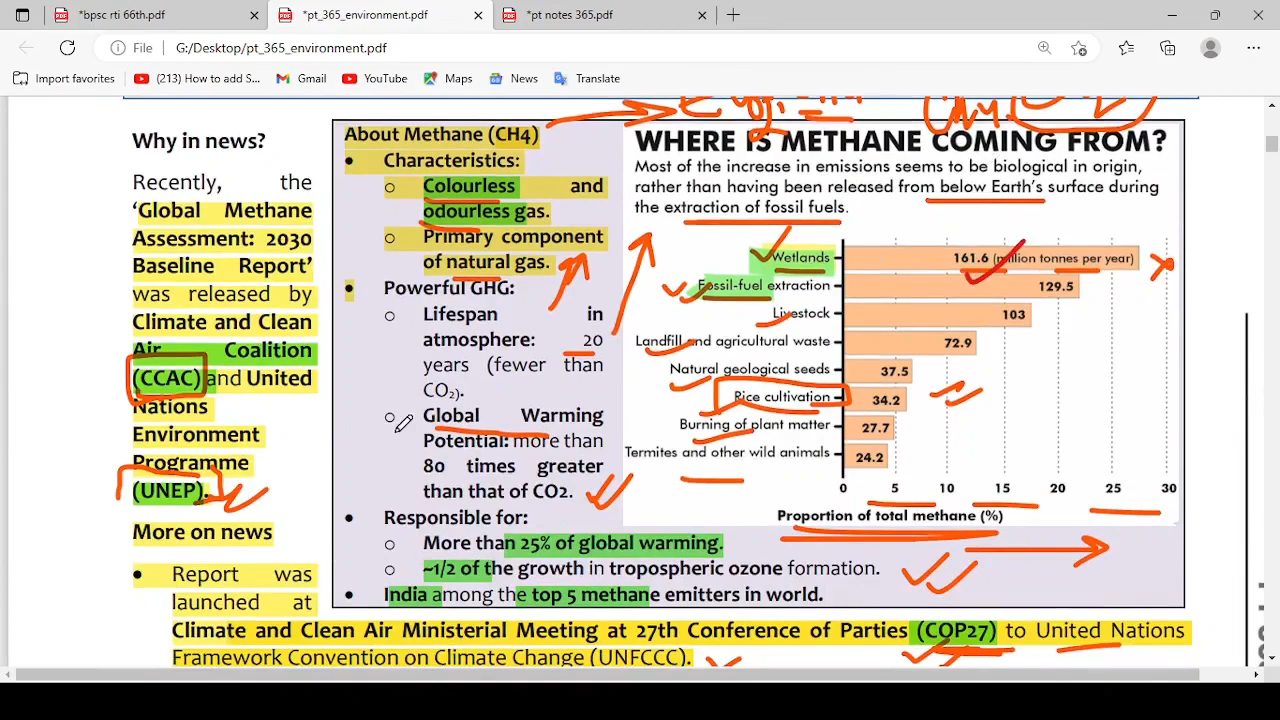 *bpsc rti 66th.pdf
*pt_365_environment.pdf
*pt notes 365.pdf
File
G:/Desktop/pt_365_environment.pdf
Import favorites
(213) How to add S...
Gmail
YouTube
Maps
News
Translate
Why in news?
Recently, the
‘Global Methane
Assessment: 2030
Baseline Report’
was released by
Climate and Clean
Air Coalition
(CCAC) and United
Nations
Environment
Programme
(UNEP).
More on news
• Report was
launched at
Climate and Clean Air Ministerial Meeting at 27th Conference of Parties (COP27) to United Nations
Framework Convention on Climate Change (UNFCCC).
About Methane (CH4)
• Characteristics:
o Colourless and
odourless gas.
o Primary component
of natural gas.
• Powerful GHG:
o Lifespan in
atmosphere: 20
years (fewer than
CO2).
o Global Warming
Potential: more than
80 times greater
than that of CO2.
• Responsible for:
o More than 25% of global warming.
o ~1/2 of the growth in tropospheric ozone formation.
• India among the top 5 methane emitters in world.
WHERE IS METHANE COMING FROM?
Most of the increase in emissions seems to be biological in origin,
rather than having been released from below Earth's surface during
the extraction of fossil fuels.
Wetlands 161.6 (million tonnes per year)
Fossil-fuel extraction 129.5
Livestock 103
Landfill and agricultural waste 72.9
Natural geological seeds 37.5
Rice cultivation 34.2
Burning of plant matter 27.7
Termites and other wild animals 24.2
0 5 10 15 20 25 30
Proportion of total methane (%)